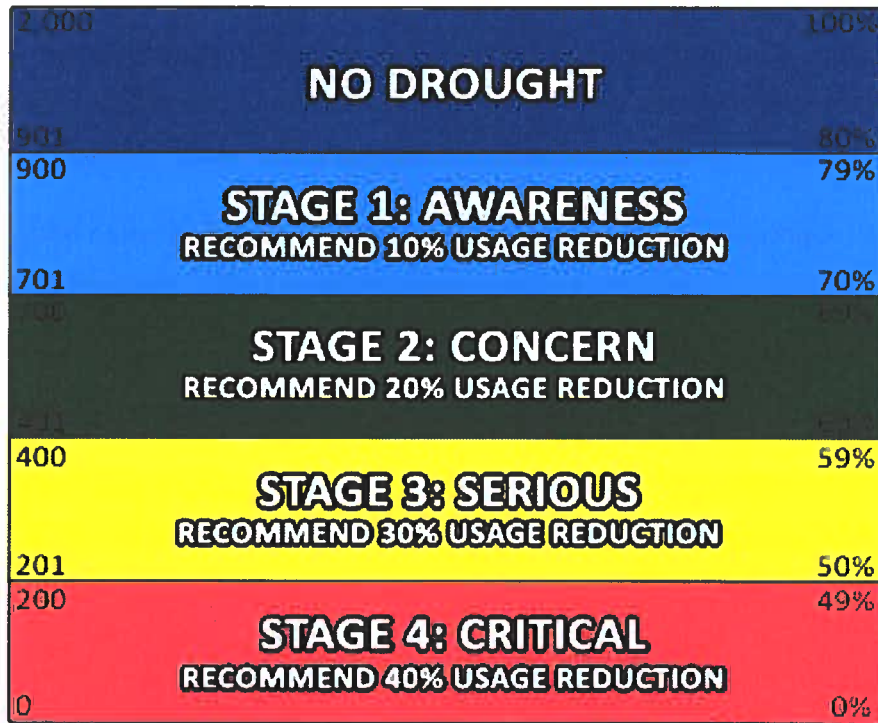 2,000 100%
NO DROUGHT
901 80%
900 79%
STAGE 1: AWARENESS
RECOMMEND 10% USAGE REDUCTION
701 70%
700
STAGE 2: CONCERN
RECOMMEND 20% USAGE REDUCTION
400 59%
STAGE 3: SERIOUS
RECOMMEND 30% USAGE REDUCTION
201 50%
200 49%
STAGE 4: CRITICAL
RECOMMEND 40% USAGE REDUCTION
0 0%